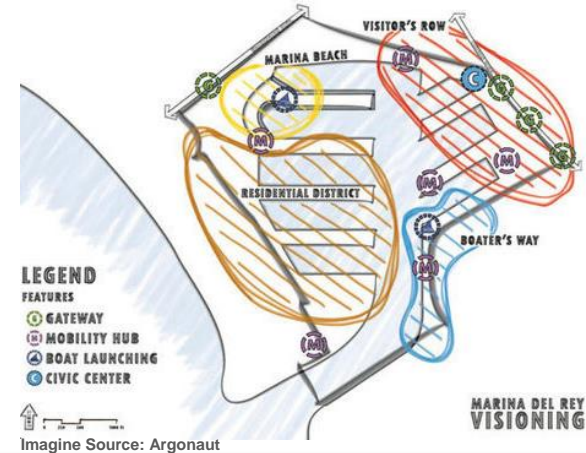 VISITOR'S ROW
MARINA BEACH
RESIDENTIAL DISTRICT
BOATER'S WAY
G
M
C
G
G
G
M
M
M
M
M
LEGEND
FEATURES
G GATEWAY
M MOBILITY HUB
BOAT LAUNCHING
C CIVIC CENTER
MARINA DEL REY
VISIONING
Imagine Source: Argonaut